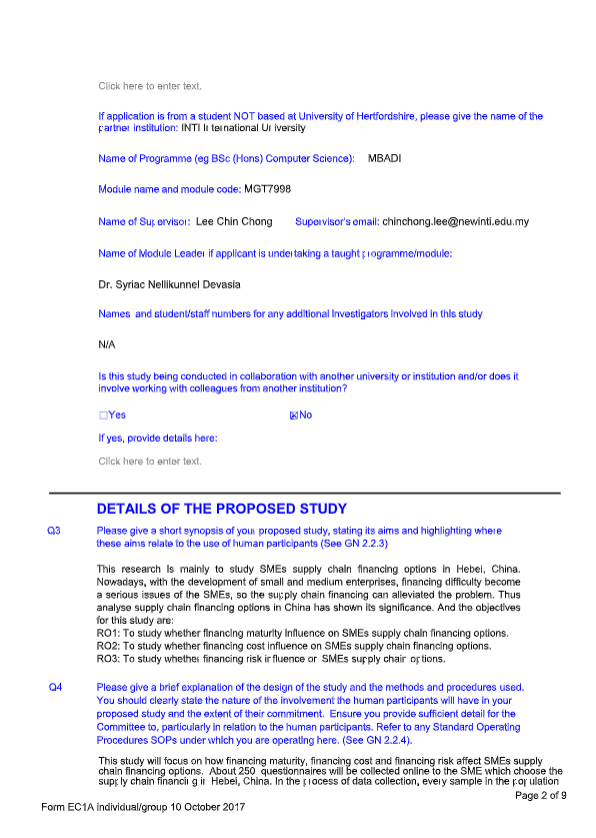 Click here to enter text.
If application is from a student NOT based at University of Hertfordshire, please give the name of the
partner institution: INTI International University
Name of Programme (eg BSc (Hons) Computer Science): MBADI
Module name and module code: MGT7998
Name of Supervisor: Lee Chin Chong Supervisor's email: chinchong.lee@newinti.edu.my
Name of Module Leader if applicant is undertaking a taught programme/module:
Dr. Syriac Nellikunnel Devasia
Names and student/staff numbers for any additional investigators involved in this study
N/A
Is this study being conducted in collaboration with another university or institution and/or does it
involve working with colleagues from another institution?
☐Yes ☒No
If yes, provide details here:
Click here to enter text.
DETAILS OF THE PROPOSED STUDY
Q3 Please give a short synopsis of your proposed study, stating its aims and highlighting where
these aims relate to the use of human participants (See GN 2.2.3)
This research is mainly to study SMEs supply chain financing options in Hebei, China.
Nowadays, with the development of small and medium enterprises, financing difficulty become
a serious issues of the SMEs, so the supply chain financing can alleviated the problem. Thus
analyse supply chain financing options in China has shown its significance. And the objectives
for this study are:
RO1: To study whether financing maturity influence on SMEs supply chain financing options.
RO2: To study whether financing cost influence on SMEs supply chain financing options.
RO3: To study whether financing risk influence on SMEs supply chain options.
Q4 Please give a brief explanation of the design of the study and the methods and procedures used.
You should clearly state the nature of the involvement the human participants will have in your
proposed study and the extent of their commitment. Ensure you provide sufficient detail for the
Committee to, particularly in relation to the human participants. Refer to any Standard Operating
Procedures SOPs under which you are operating here. (See GN 2.2.4).
This study will focus on how financing maturity, financing cost and financing risk affect SMEs supply
chain financing options. About 250 questionnaires will be collected online to the SME which choose the
supply chain financing in Hebei, China. In the process of data collection, every sample in the population
Page 2 of 9
Form EC1A individual/group 10 October 2017